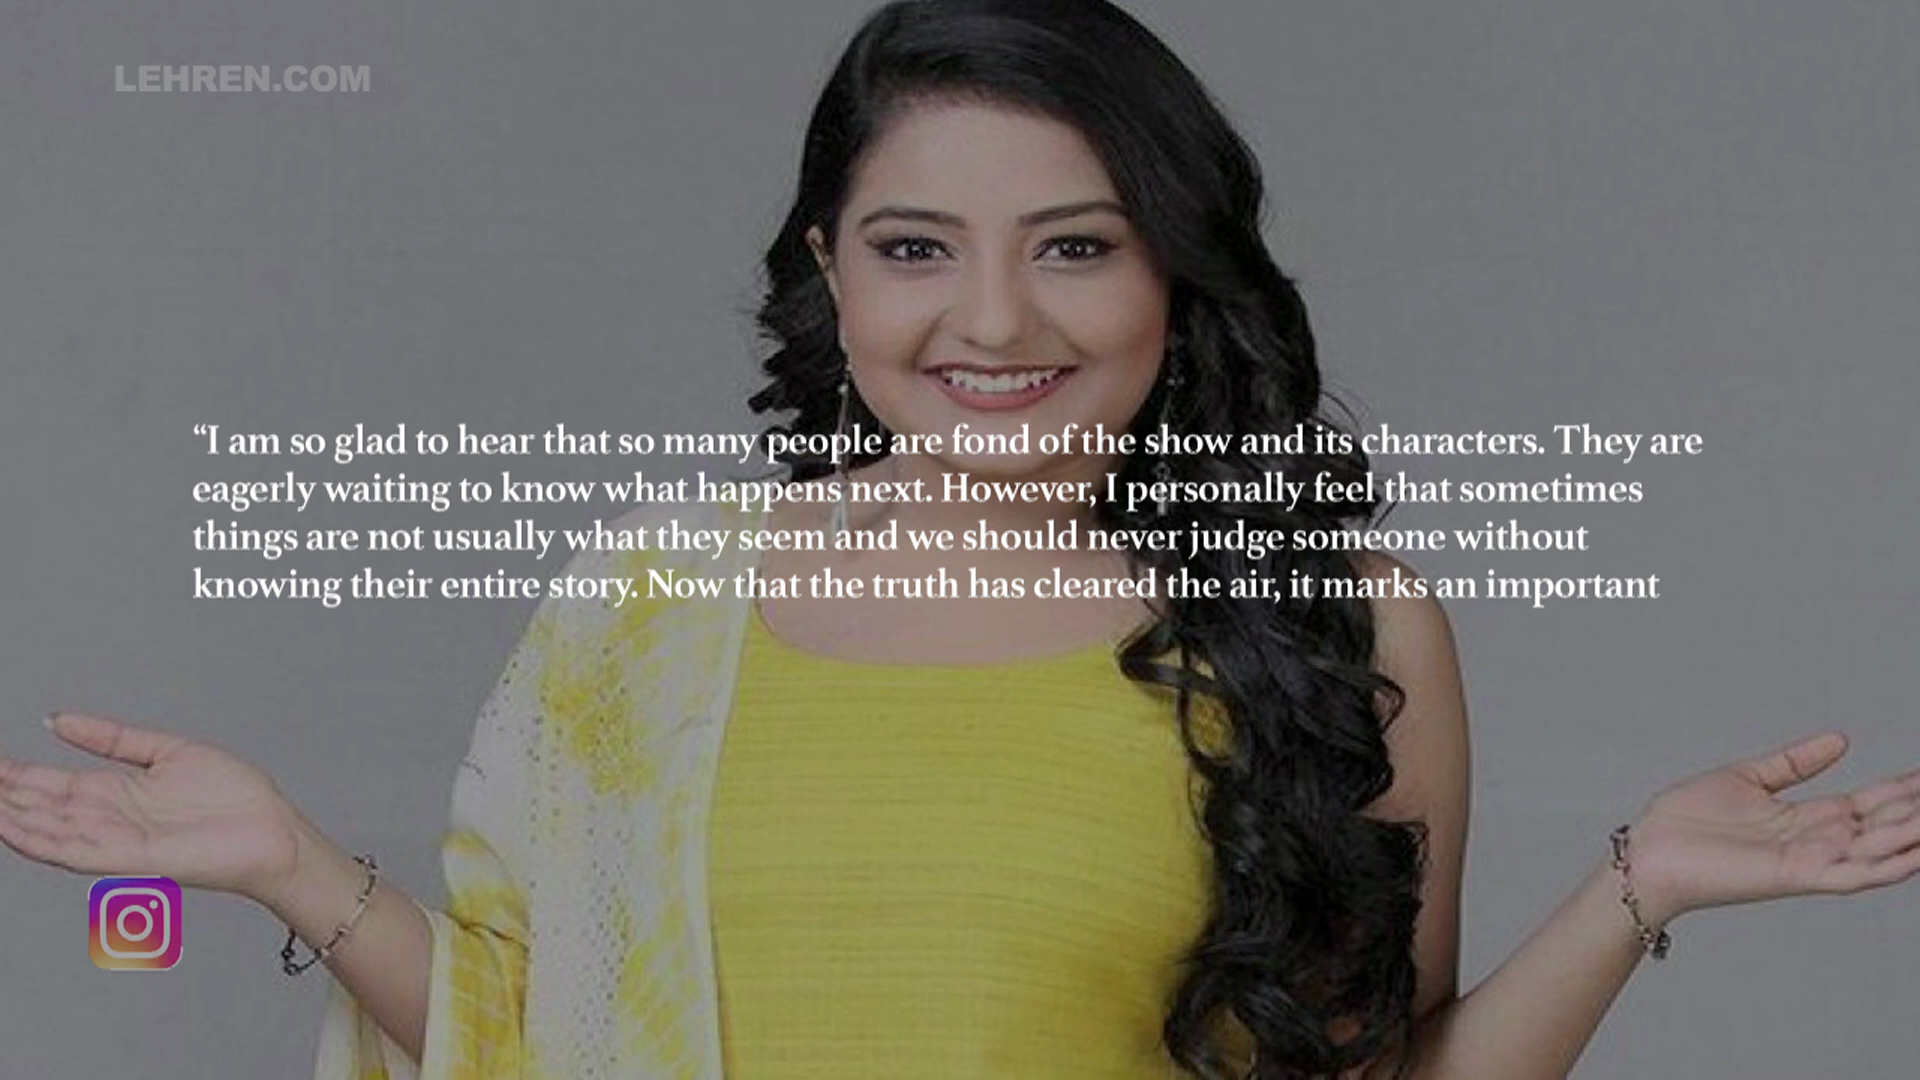 LEHREN.COM
“I am so glad to hear that so many people are fond of the show and its characters. They are
eagerly waiting to know what happens next. However, I personally feel that sometimes
things are not usually what they seem and we should never judge someone without
knowing their entire story. Now that the truth has cleared the air, it marks an important